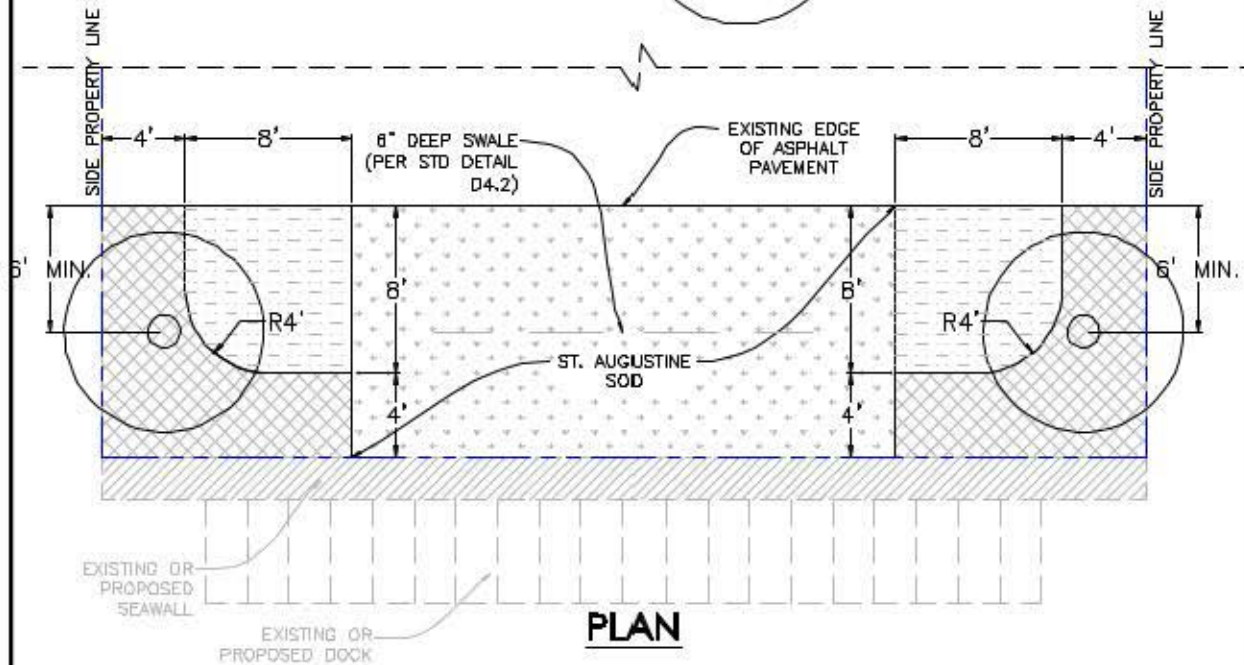 SIDE PROPERTY LINE
SIDE PROPERTY LINE
4'
8'
6" DEEP SWALE
(PER STD DETAIL
D4.2)
EXISTING EDGE
OF ASPHALT
PAVEMENT
8'
4'
6' MIN.
8'
8'
6' MIN.
R4'
R4'
ST. AUGUSTINE
SOD
4'
4'
EXISTING OR
PROPOSED
SEAWALL
EXISTING OR
PROPOSED DOCK
PLAN